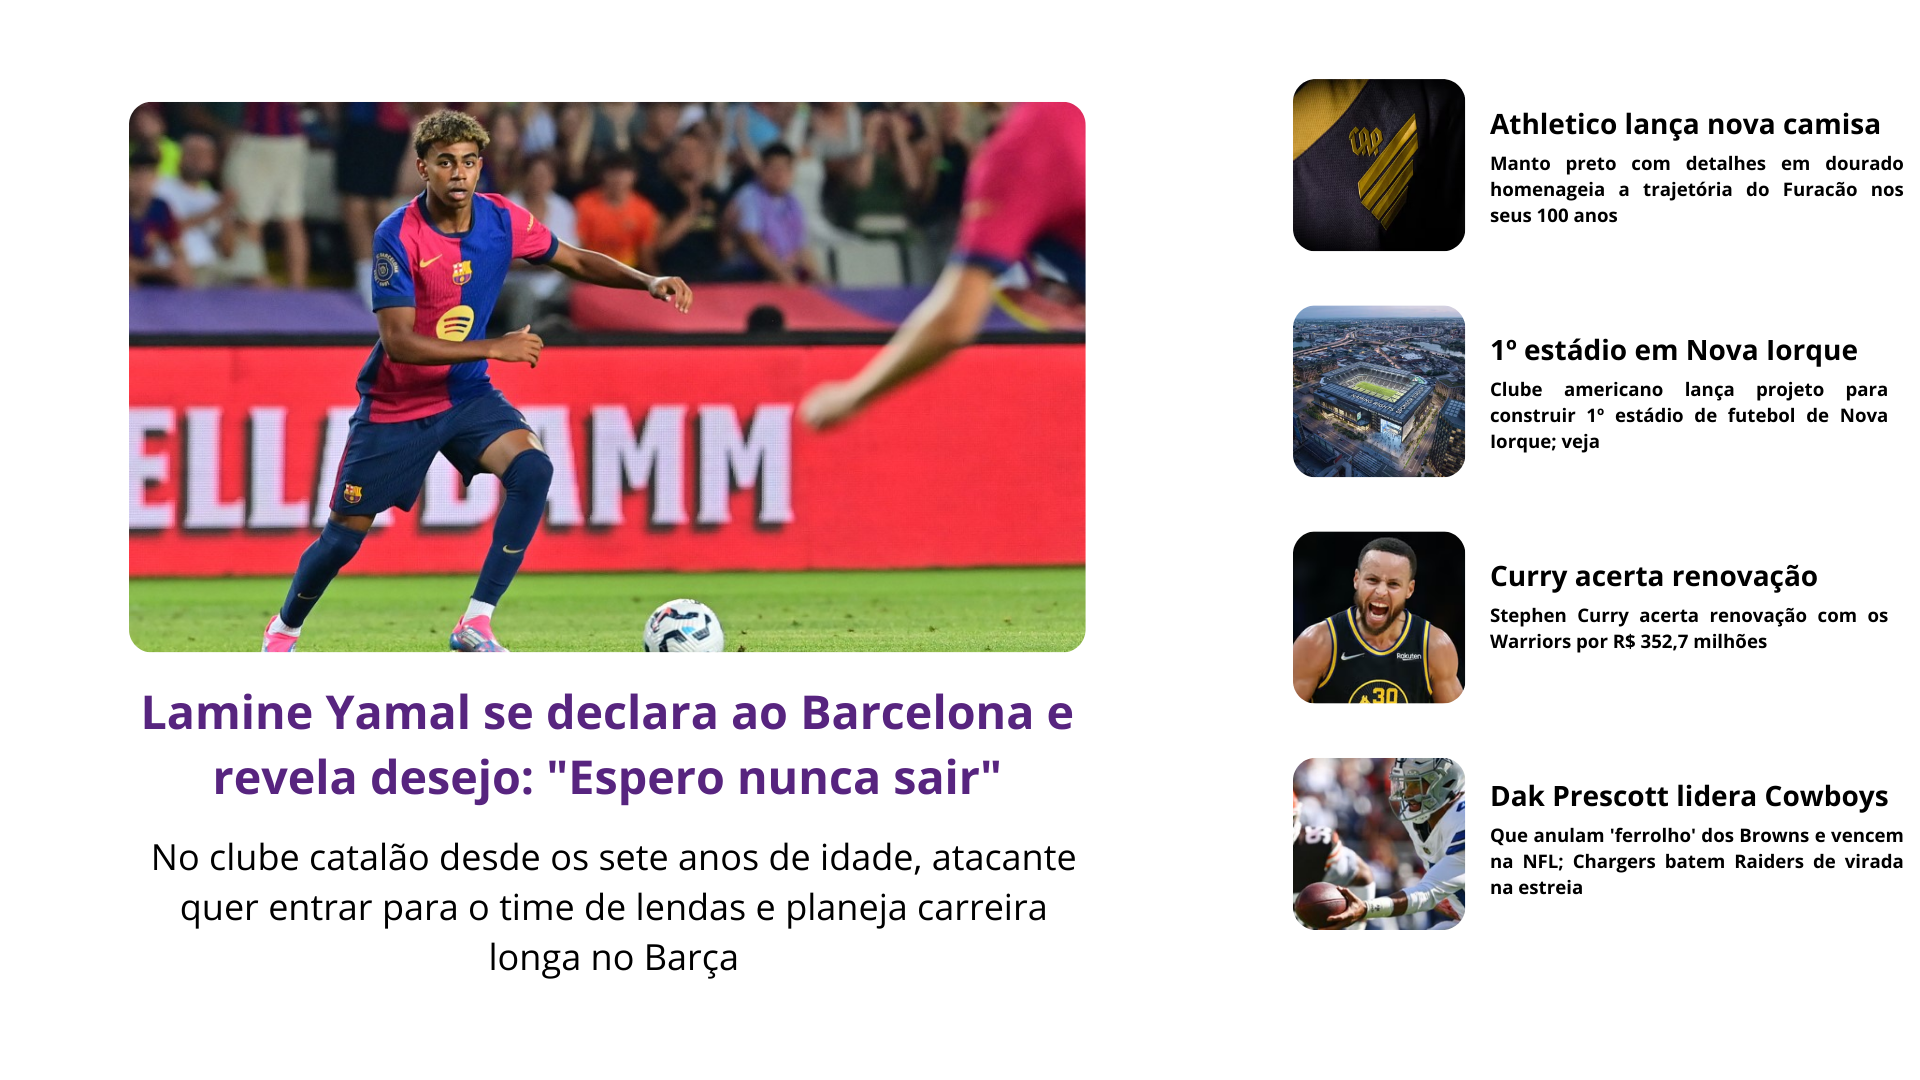 ELLA DAMM
Lamine Yamal se declara ao Barcelona e
revela desejo: "Espero nunca sair"
No clube catalão desde os sete anos de idade, atacante
quer entrar para o time de lendas e planeja carreira
longa no Barça
CAP
Athletico lança nova camisa
Manto preto com detalhes em dourado
homenageia a trajetória do Furacão nos
seus 100 anos
1º estádio em Nova Iorque
Clube americano lança projeto para
construir 1º estádio de futebol de Nova
Iorque; veja
Rakuten
30
Curry acerta renovação
Stephen Curry acerta renovação com os
Warriors por R$ 352,7 milhões
Dak Prescott lidera Cowboys
Que anulam 'ferrolho' dos Browns e vencem
na NFL; Chargers batem Raiders de virada
na estreia